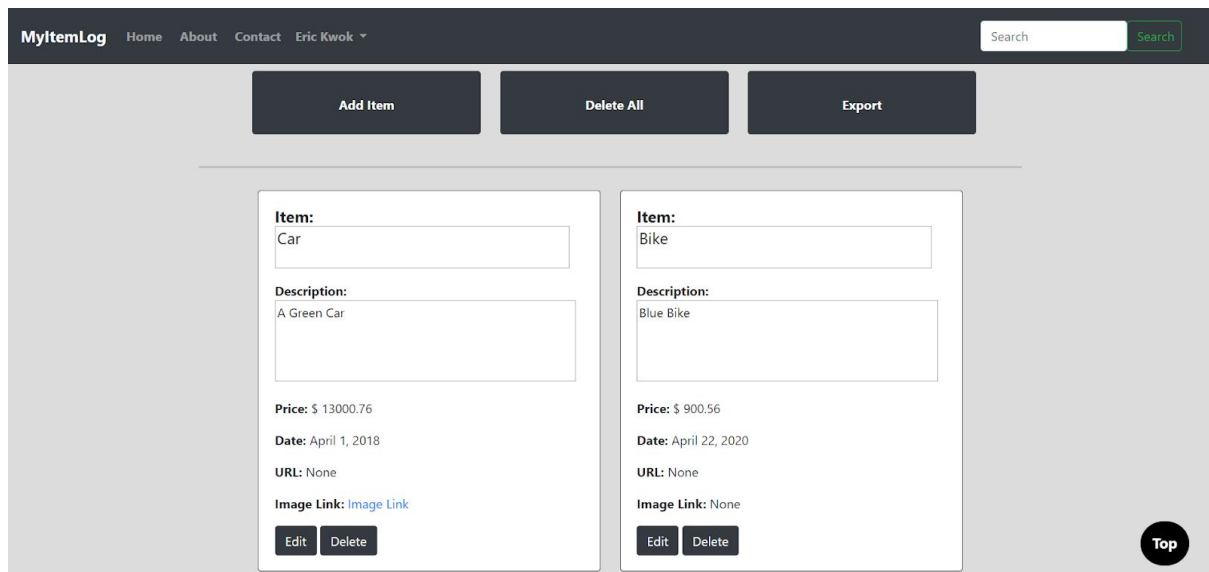 MyItemLog Home About Contact Eric Kwok Search Search
Add Item Delete All Export
Item:
Car
Description:
A Green Car
Price: $ 13000.76
Date: April 1, 2018
URL: None
Image Link: Image Link
Edit Delete
Item:
Bike
Description:
Blue Bike
Price: $ 900.56
Date: April 22, 2020
URL: None
Image Link: None
Edit Delete
Top